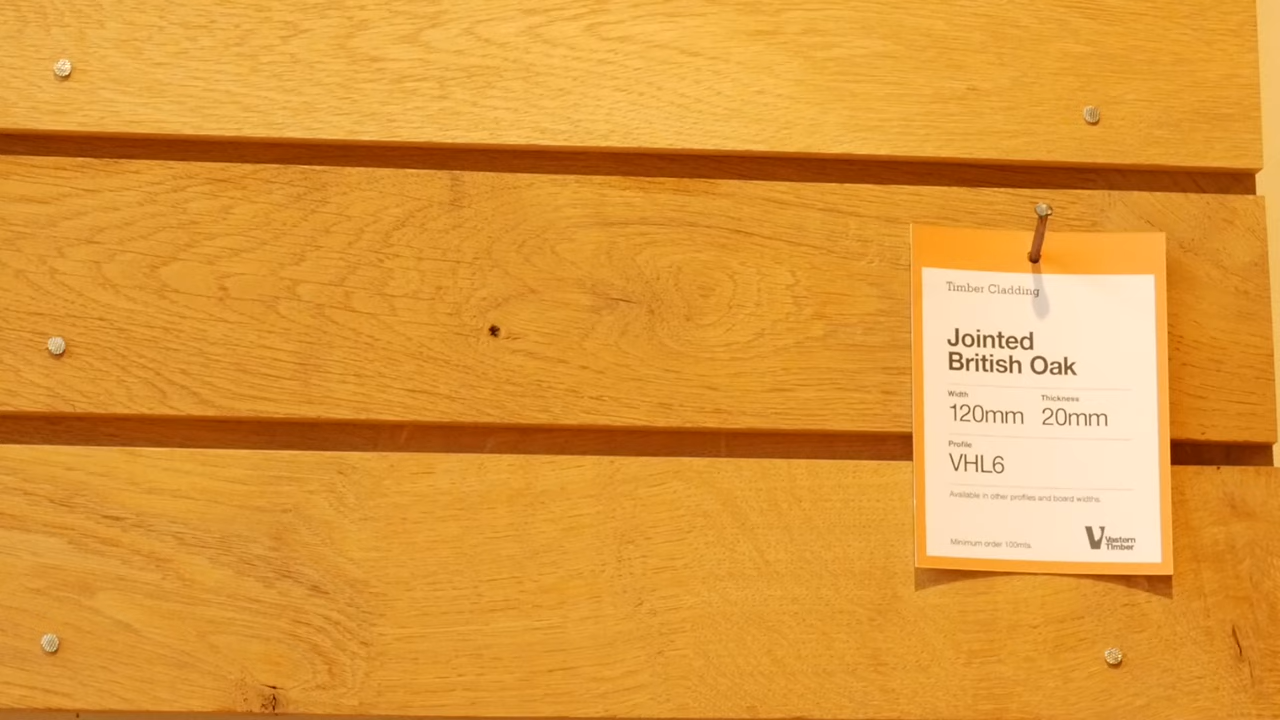 Timber Cladding
Jointed
British Oak
Width Thickness
120mm 20mm
Profile
VHL6
Available in other profiles and board widths.
Minimum order 100mts.
Vastern
Timber